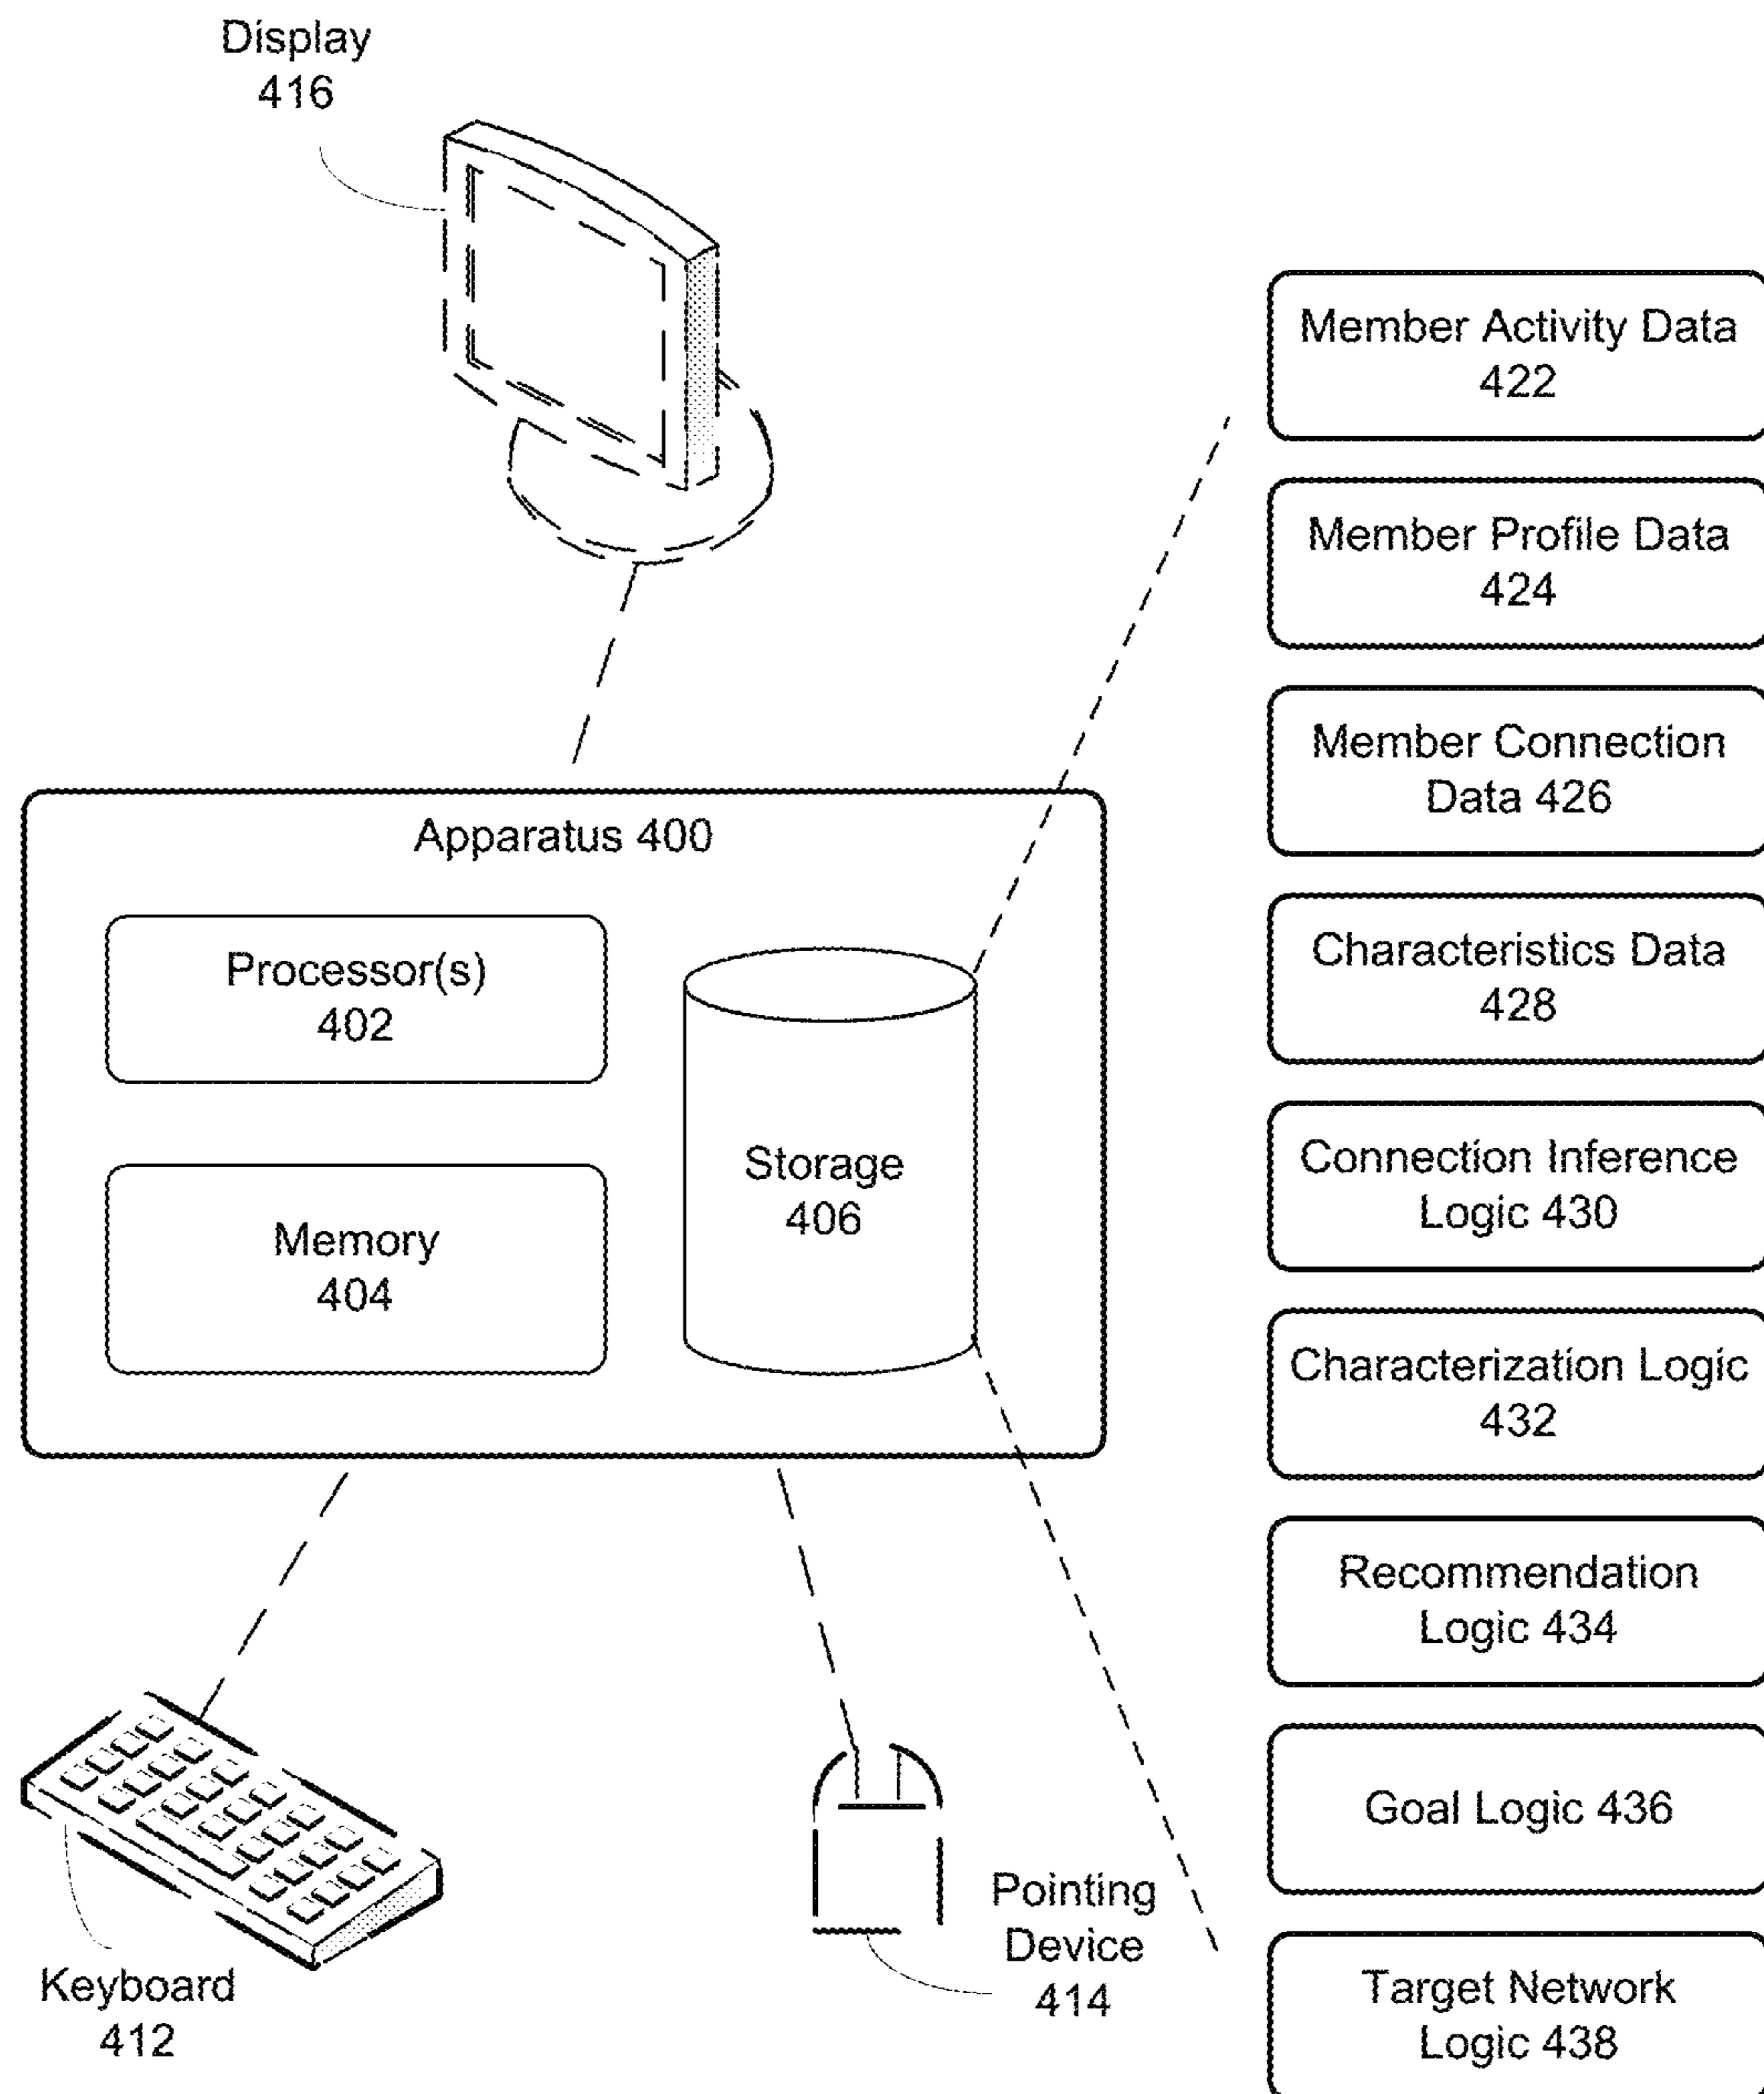 Display
416
Member Activity Data
422
Member Profile Data
424
Member Connection
Data 426
Apparatus 400
Processor(s)
402
Memory
404
Storage
406
Characteristics Data
428
Connection Inference
Logic 430
Characterization Logic
432
Recommendation
Logic 434
Goal Logic 436
Target Network
Logic 438
Keyboard
412
Pointing
Device
414